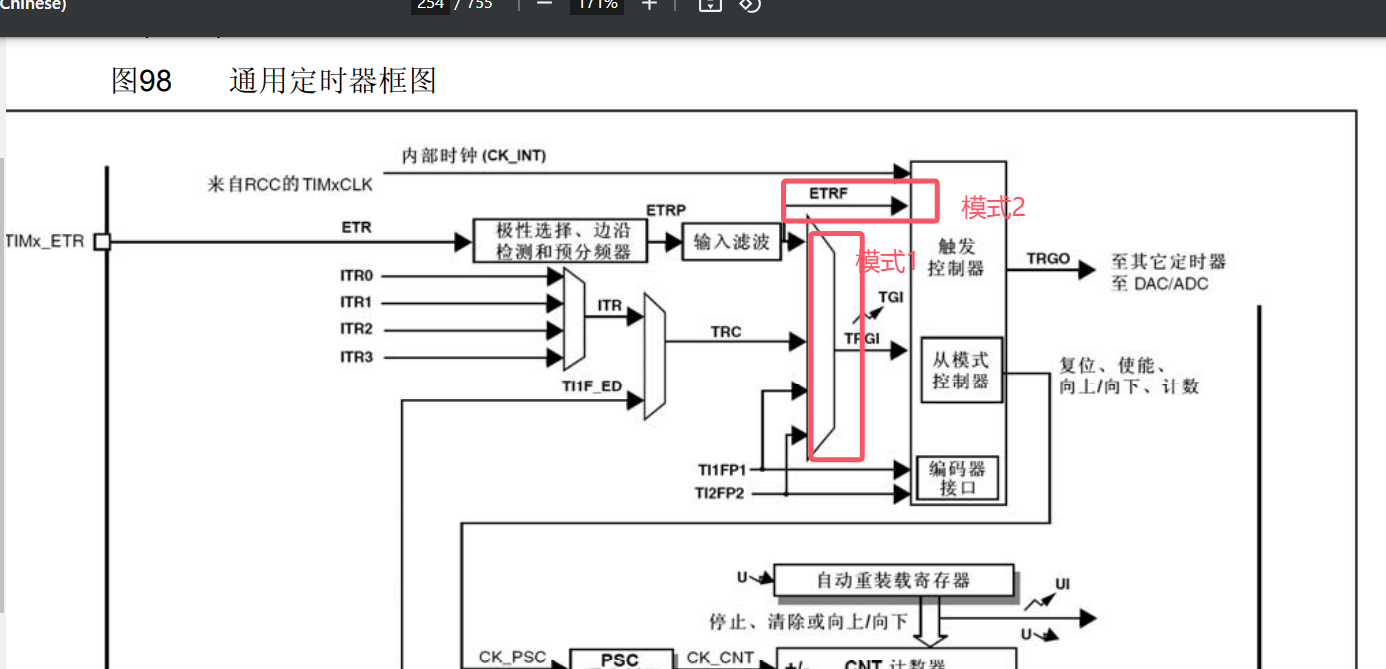 Chinese)
254 / 755
171%
图98 通用定时器框图
内部时钟 (CK_INT)
来自RCC的TIMxCLK
ETRF
模式2
ETRP
ETR
TIMx_ETR
极性选择、边沿
检测和预分频器
输入滤波
模式1
触发
控制器
TRGO
至其它定时器
至 DAC/ADC
ITR0
ITR1
ITR2
ITR3
ITR
TRC
TGI
TRGI
TI1F_ED
从模式
控制器
复位、使能、
向上/向下、计数
TI1FP1
TI2FP2
编码器
接口
U
自动重装载寄存器
UI
停止、清除或向上/向下
U
CK_PSC
PSC
CK_CNT
+/-
CNT 计数器